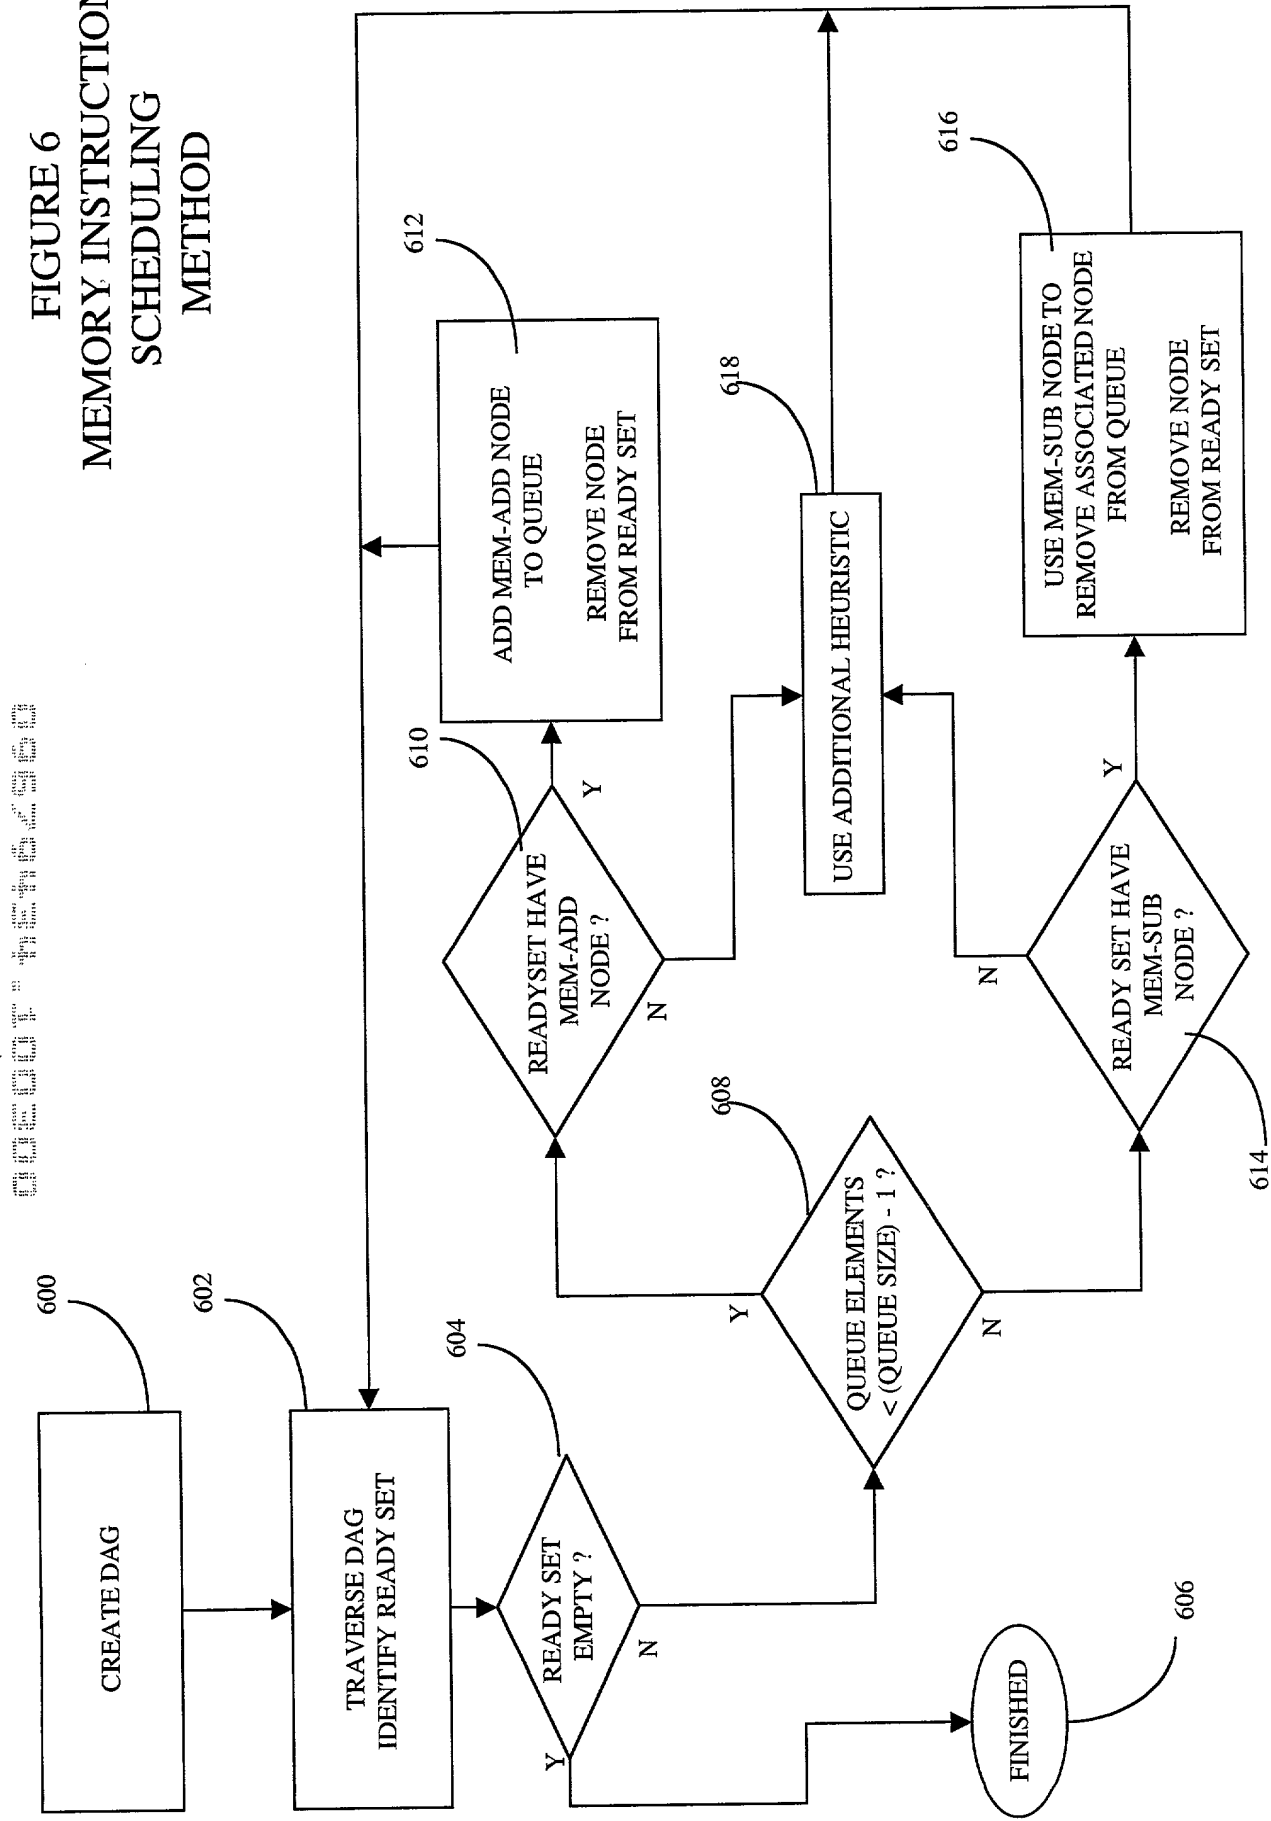 FIGURE 6
MEMORY INSTRUCTION
SCHEDULING
METHOD
600
CREATE DAG
602
TRAVERSE DAG
IDENTIFY READY SET
604
READY SET
EMPTY ?
Y
N
FINISHED
606
608
QUEUE ELEMENTS
< (QUEUE SIZE) - 1 ?
Y
N
610
READYSET HAVE
MEM-ADD
NODE ?
Y
N
612
ADD MEM-ADD NODE
TO QUEUE
REMOVE NODE
FROM READY SET
618
USE ADDITIONAL HEURISTIC
614
READY SET HAVE
MEM-SUB
NODE ?
N
Y
616
USE MEM-SUB NODE TO
REMOVE ASSOCIATED NODE
FROM QUEUE
REMOVE NODE
FROM READY SET